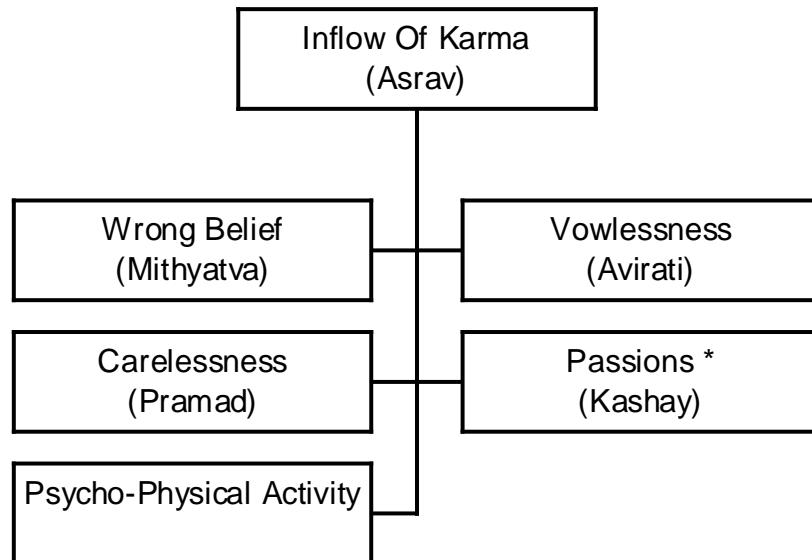 Inflow Of Karma
(Asrav)
Wrong Belief
(Mithyatva)
Vowlessness
(Avirati)
Carelessness
(Pramad)
Passions *
(Kashay)
Psycho-Physical Activity